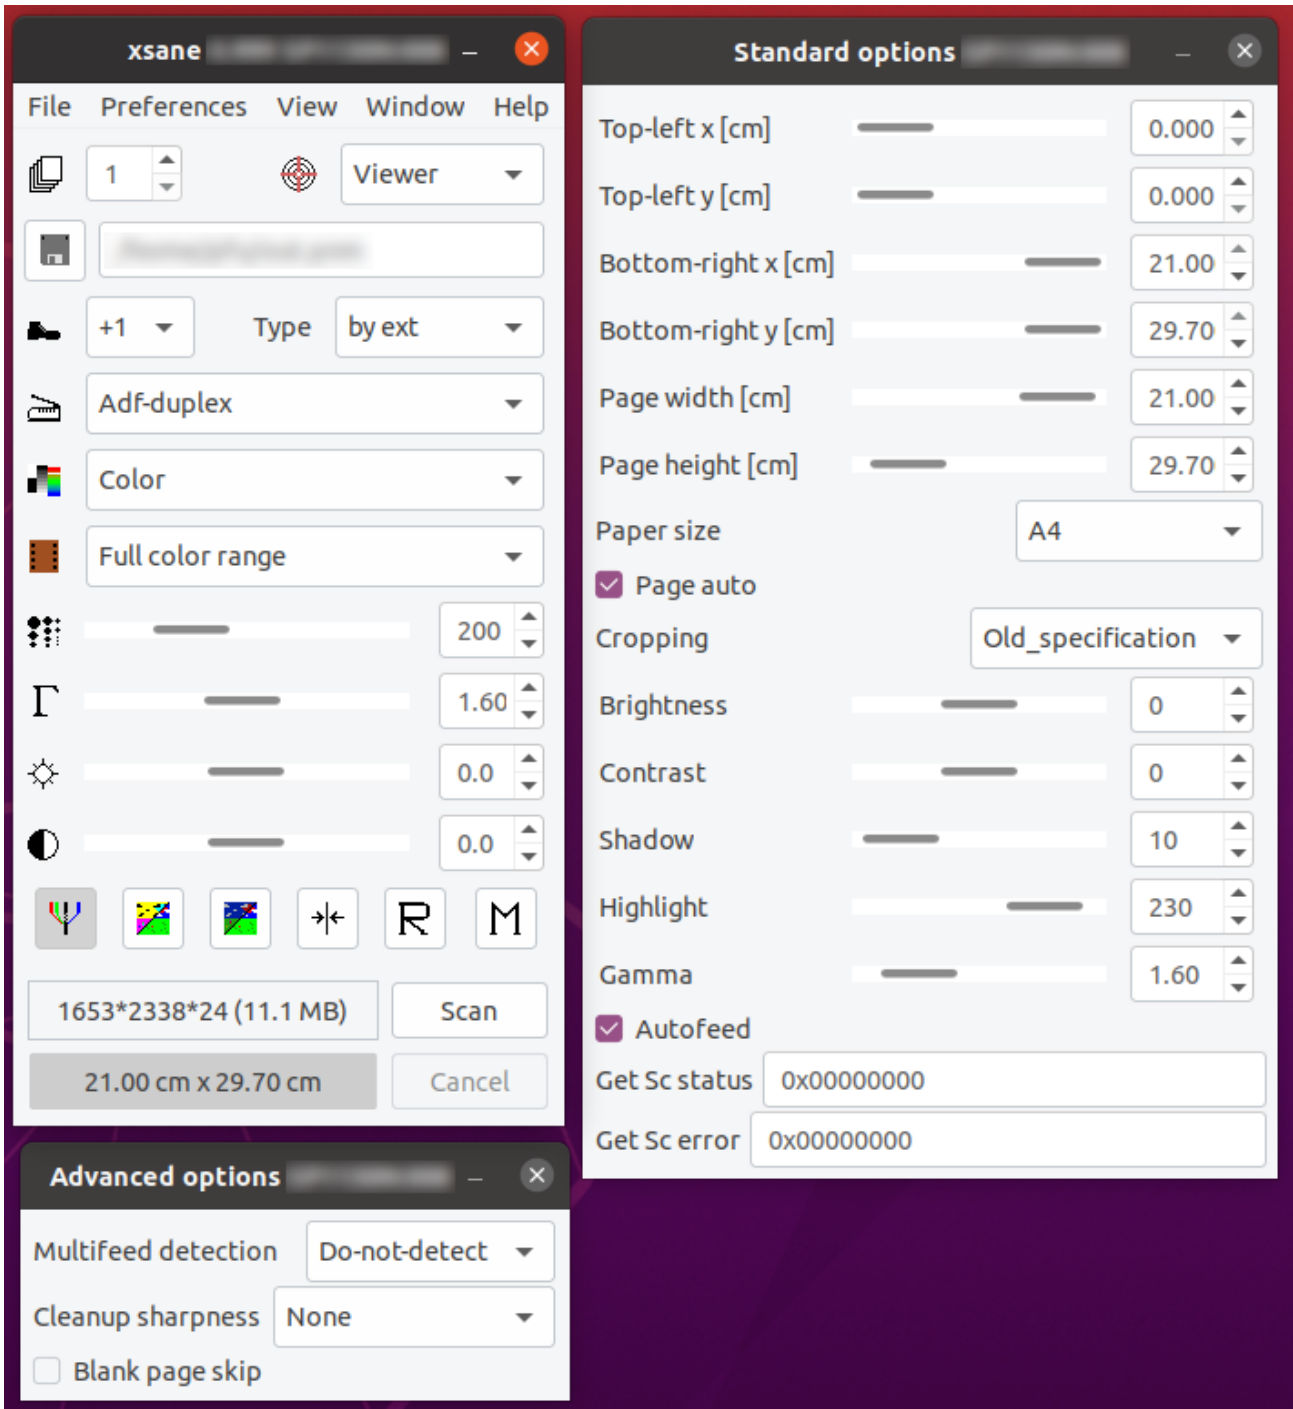 xsane
File Preferences View Window Help
1 Viewer
+1 Type by ext
Adf-duplex
Color
Full color range
200
Γ 1.60
0.0
0.0
R M
1653*2338*24 (11.1 MB) Scan
21.00 cm x 29.70 cm Cancel
Standard options
Top-left x [cm] 0.000
Top-left y [cm] 0.000
Bottom-right x [cm] 21.00
Bottom-right y [cm] 29.70
Page width [cm] 21.00
Page height [cm] 29.70
Paper size A4
Page auto
Cropping Old_specification
Brightness 0
Contrast 0
Shadow 10
Highlight 230
Gamma 1.60
Autofeed
Get Sc status 0x00000000
Get Sc error 0x00000000
Advanced options
Multifeed detection Do-not-detect
Cleanup sharpness None
Blank page skip